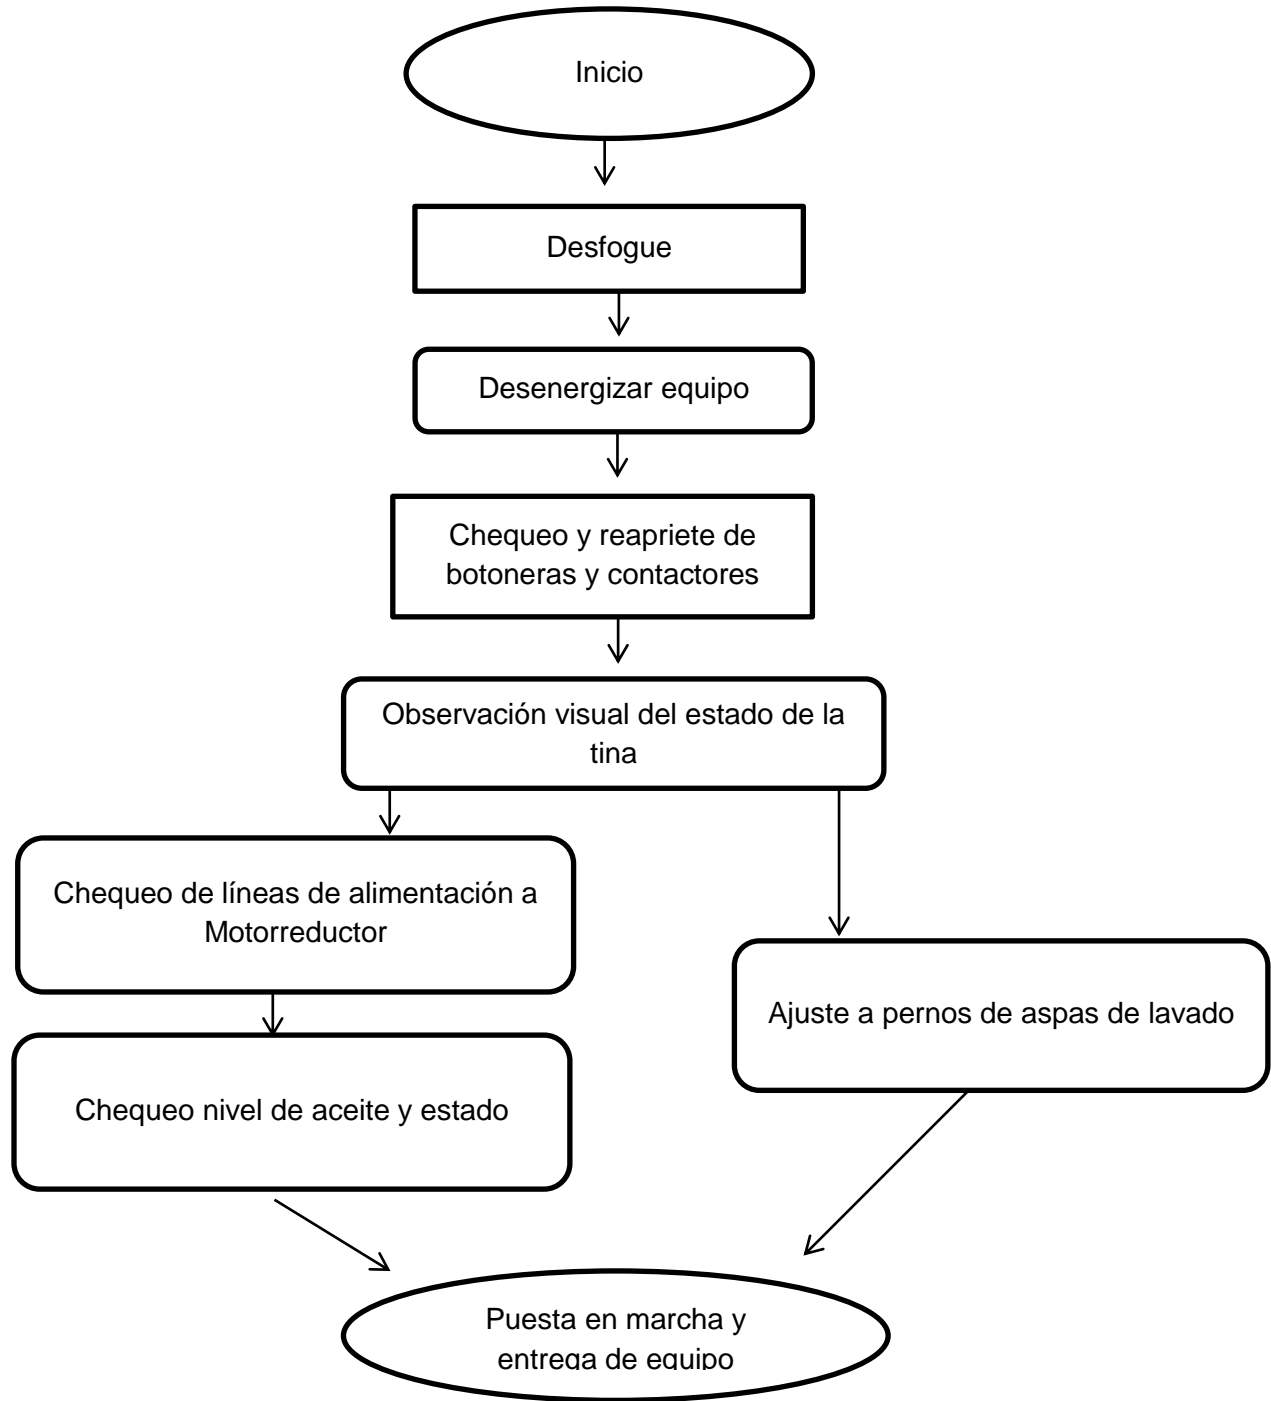 Inicio
Desfogue
Desenergizar equipo
Chequeo y reapriete de
botoneras y contactores
Observación visual del estado de la
tina
Chequeo de líneas de alimentación a
Motorreductor
Chequeo nivel de aceite y estado
Ajuste a pernos de aspas de lavado
Puesta en marcha y
entrega de equipo